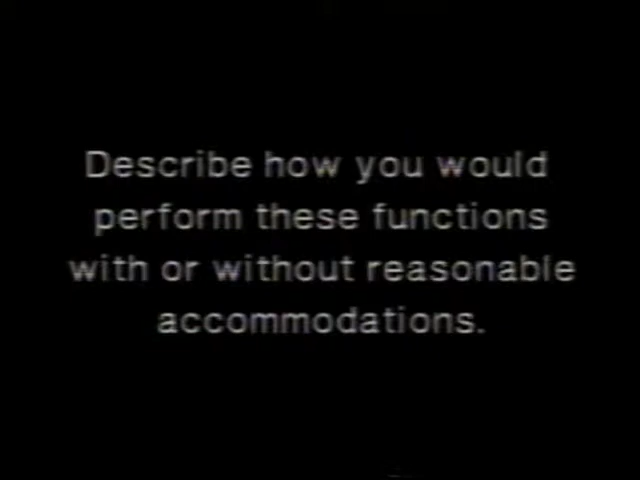 Describe how you would
perform these functions
with or without reasonable
accommodations.